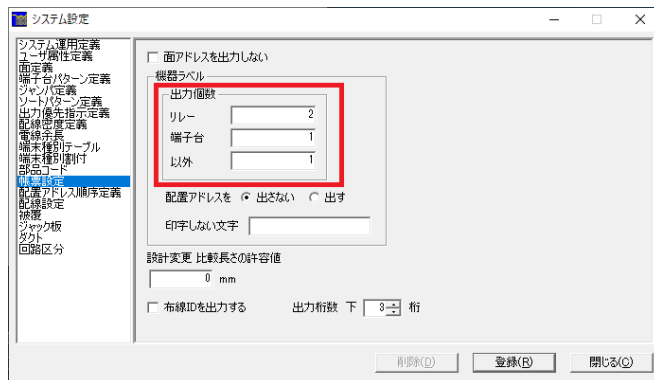 システム設定
システム運用定義
ユーザ属性定義
面定義
端子台パターン定義
ジャンパ定義
ソートパターン定義
出力優先指示定義
配線密度定義
電線余長
端末種別テーブル
端末種別割付
部品コード
帳票設定
配置アドレス順序定義
配線設定
被覆
ジャック板
ダクト
回路区分
面アドレスを出力しない
機器ラベル
出力個数
リレー 2
端子台 1
以外 1
配置アドレスを 出さない 出す
印字しない文字
設計変更 比較長さの許容値
0 mm
布線IDを出力する 出力桁数 下 3 桁
削除(D) 登録(R) 閉じる(C)